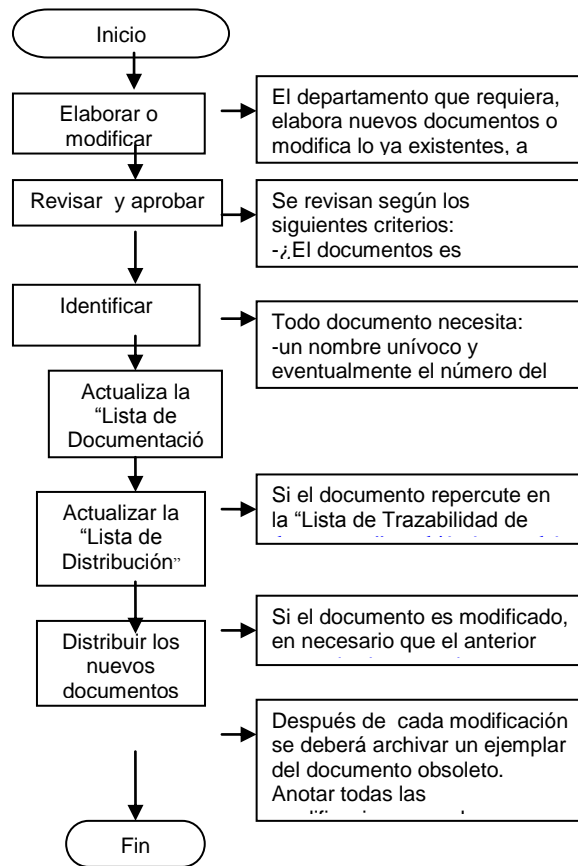 Inicio
Elaborar o
modificar
El departamento que requiera,
elabora nuevos documentos o
modifica lo ya existentes, a
Revisar y aprobar
Se revisan según los
siguientes criterios:
-¿El documentos es
Identificar
Todo documento necesita:
-un nombre unívoco y
eventualmente el número del
Actualiza la
“Lista de
Documentació
Actualizar la
“Lista de
Distribución”
Si el documento repercute en
la “Lista de Trazabilidad de
Distribuir los
nuevos
documentos
Si el documento es modificado,
en necesario que el anterior
Después de cada modificación
se deberá archivar un ejemplar
del documento obsoleto.
Anotar todas las
Fin